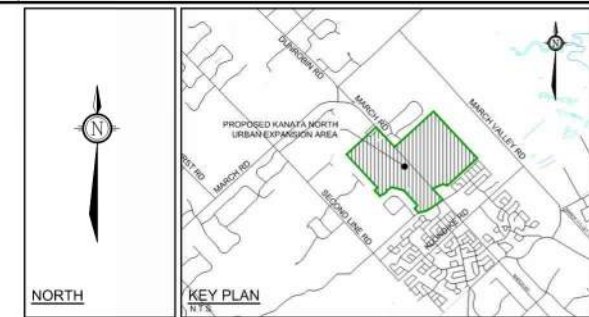 N
NORTH
N
DUNROBIN RD
MARCH RD
MARCH VALLEY RD
PROPOSED KANATA NORTH
URBAN EXPANSION AREA
MARCH RD
SECOND LINE RD
KLONDIKE RD
KEY PLAN
N.T.S.